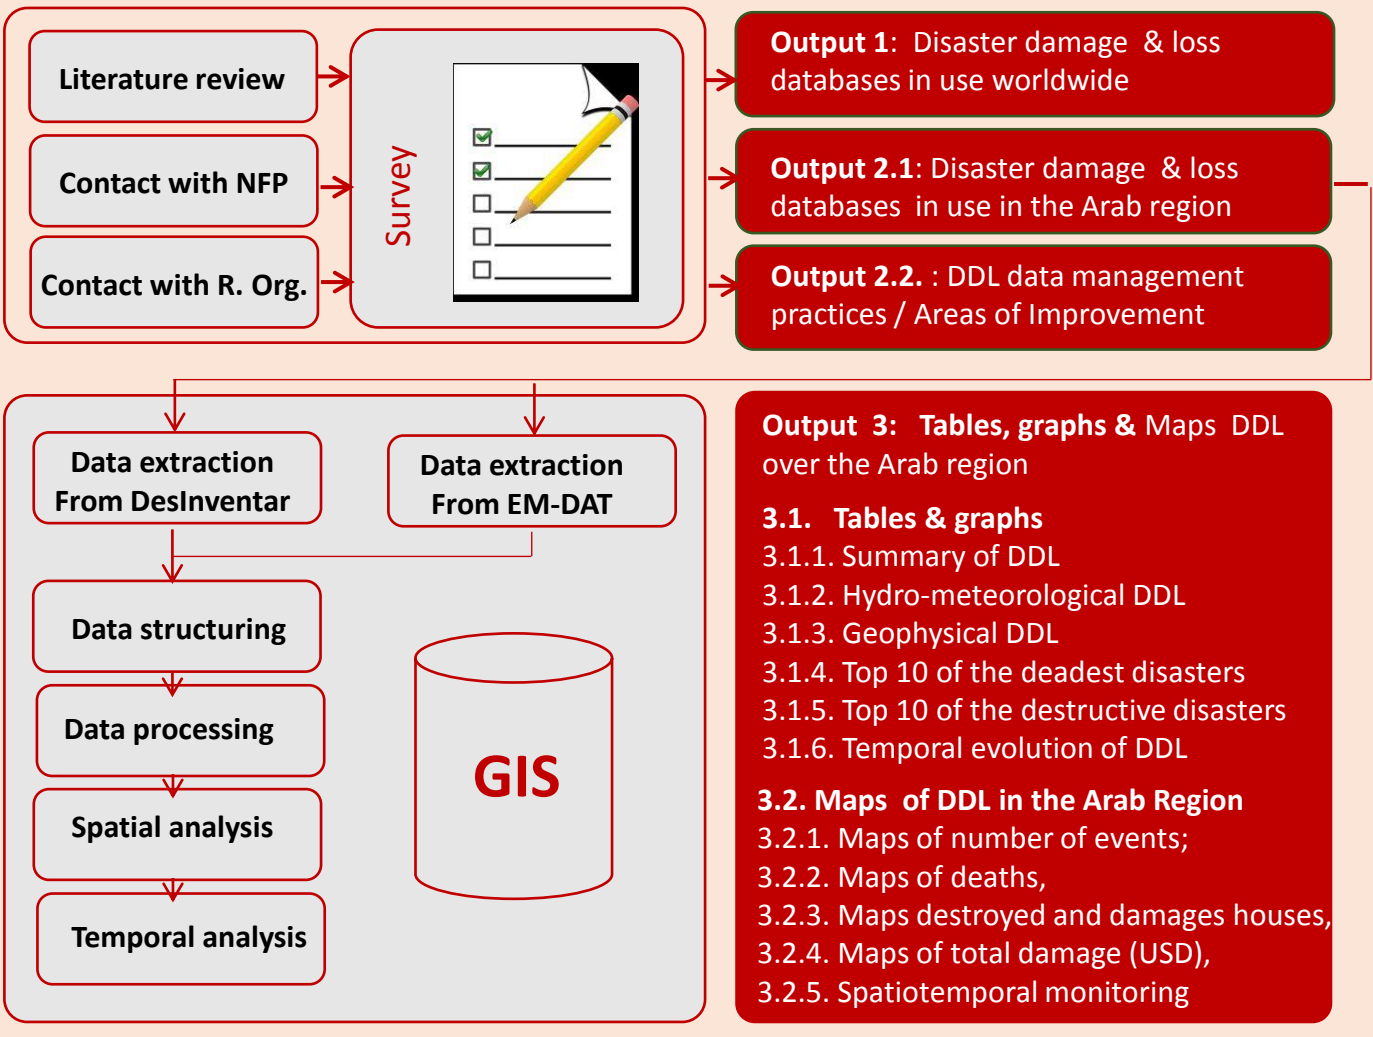 Literature review
Contact with NFP
Contact with R. Org.
Survey
Output 1: Disaster damage & loss
databases in use worldwide
Output 2.1: Disaster damage & loss
databases in use in the Arab region
Output 2.2. : DDL data management
practices / Areas of Improvement
Data extraction
From DesInventar
Data extraction
From EM-DAT
Data structuring
Data processing
Spatial analysis
Temporal analysis
GIS
Output 3: Tables, graphs & Maps DDL
over the Arab region
3.1. Tables & graphs
3.1.1. Summary of DDL
3.1.2. Hydro-meteorological DDL
3.1.3. Geophysical DDL
3.1.4. Top 10 of the deadest disasters
3.1.5. Top 10 of the destructive disasters
3.1.6. Temporal evolution of DDL
3.2. Maps of DDL in the Arab Region
3.2.1. Maps of number of events;
3.2.2. Maps of deaths,
3.2.3. Maps destroyed and damages houses,
3.2.4. Maps of total damage (USD),
3.2.5. Spatiotemporal monitoring